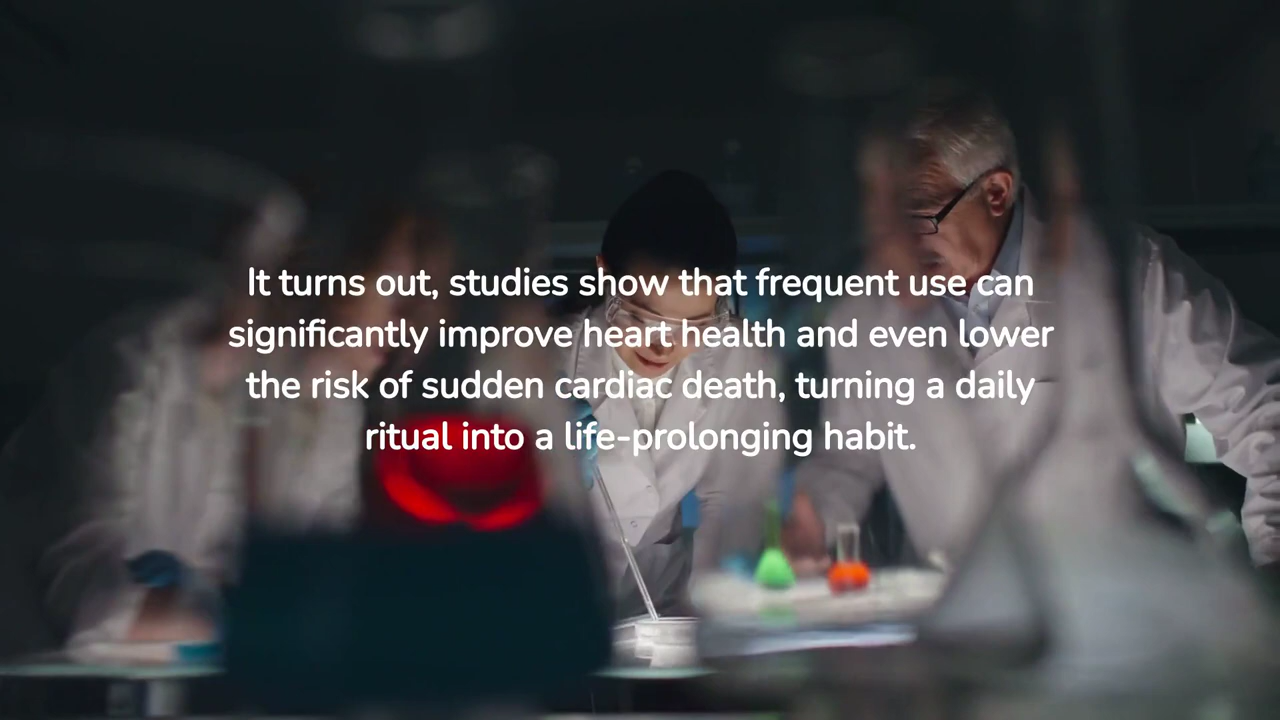 It turns out, studies show that frequent use can
significantly improve heart health and even lower
the risk of sudden cardiac death, turning a daily
ritual into a life-prolonging habit.